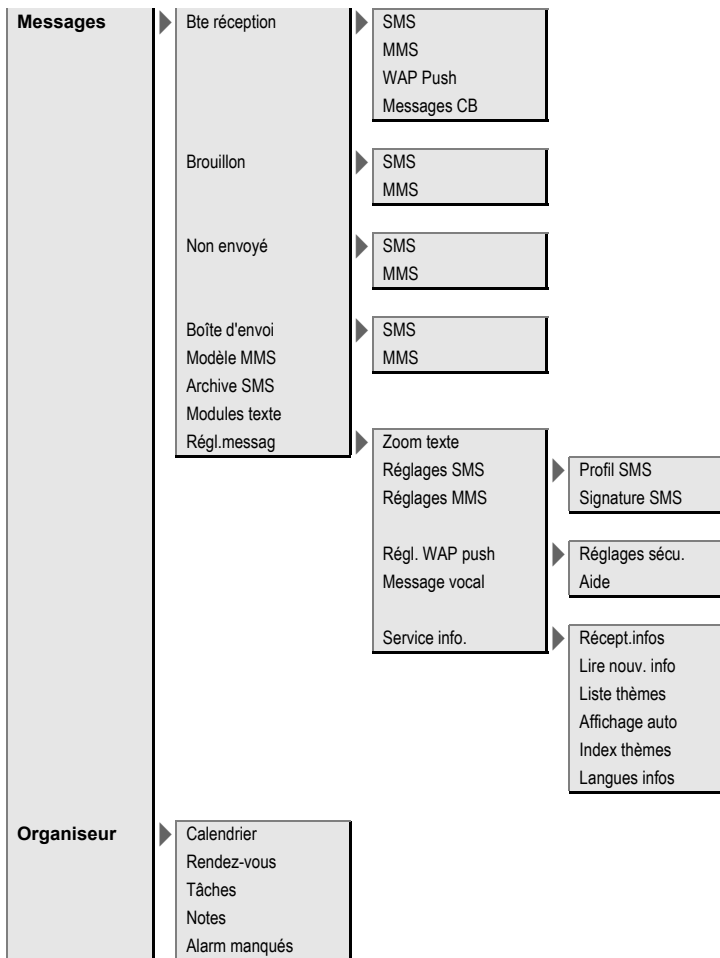 Messages
Bte réception
SMS
MMS
WAP Push
Messages CB
Brouillon
SMS
MMS
Non envoyé
SMS
MMS
Boîte d'envoi
SMS
Modèle MMS
MMS
Archive SMS
Modules texte
Régl.messag
Zoom texte
Réglages SMS
Profil SMS
Réglages MMS
Signature SMS
Régl. WAP push
Réglages sécu.
Message vocal
Aide
Service info.
Récept.infos
Lire nouv. info
Liste thèmes
Affichage auto
Index thèmes
Langues infos
Organiseur
Calendrier
Rendez-vous
Tâches
Notes
Alarm manqués